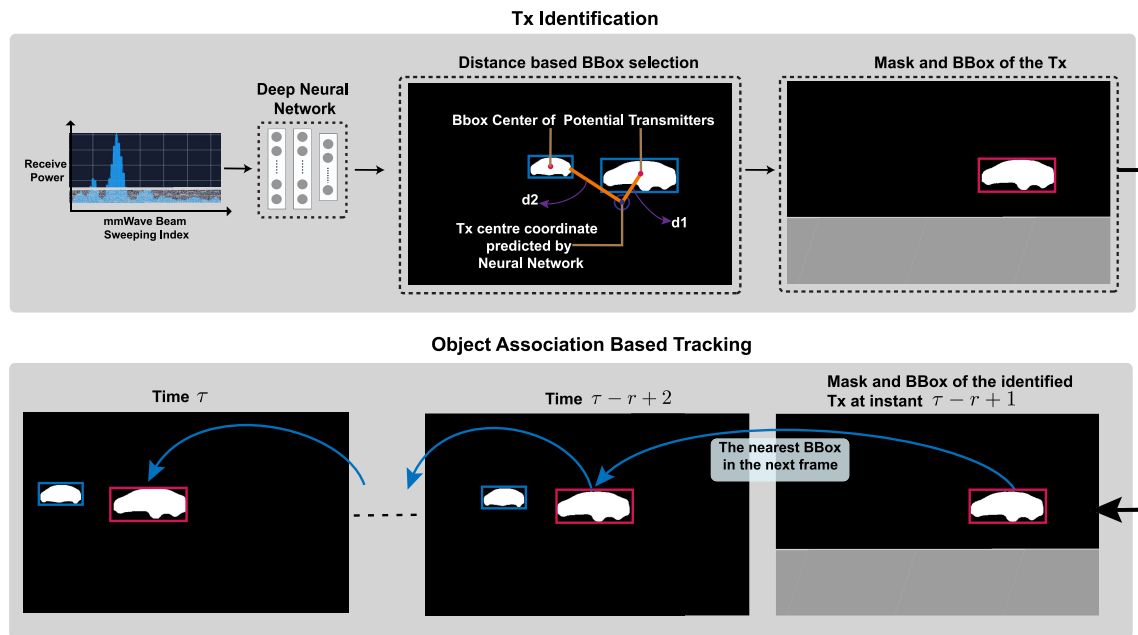 Tx Identification
Deep Neural
Network
Receive
Power
mmWave Beam
Sweeping Index
Distance based BBox selection
Bbox Center of Potential Transmitters
d2
d1
Tx centre coordinate
predicted by
Neural Network
Mask and BBox of the Tx
Object Association Based Tracking
Time τ
Time τ − r + 2
Mask and BBox of the identified
Tx at instant τ − r + 1
The nearest BBox
in the next frame